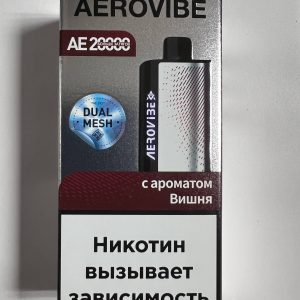 AEROVIBE
AE 20000
DUAL
MESH
AEROVIBE
с ароматом
Вишня
Никотин
вызывает
зависимость